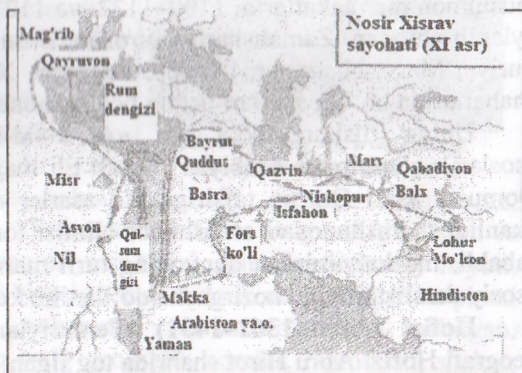 Nosir Xisrav
sayohati (XI asr)
Mag'rib
Qayruvon
Rum
dengizi
Bayrut
Quddus
Qazvin
Marv
Qabadiyon
Misr
Basra
Nishopur
Balx
Isfahon
Asvon
Qul-
zum
den-
gizi
Fors
ko'li
Lohur
Mo'lton
Nil
Makka
Hindiston
Arabiston ya.o.
Yaman